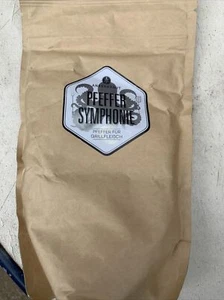 PFEFFER
SYMPHONIE
PFEFFER FÜR
GRILLFLEISCH